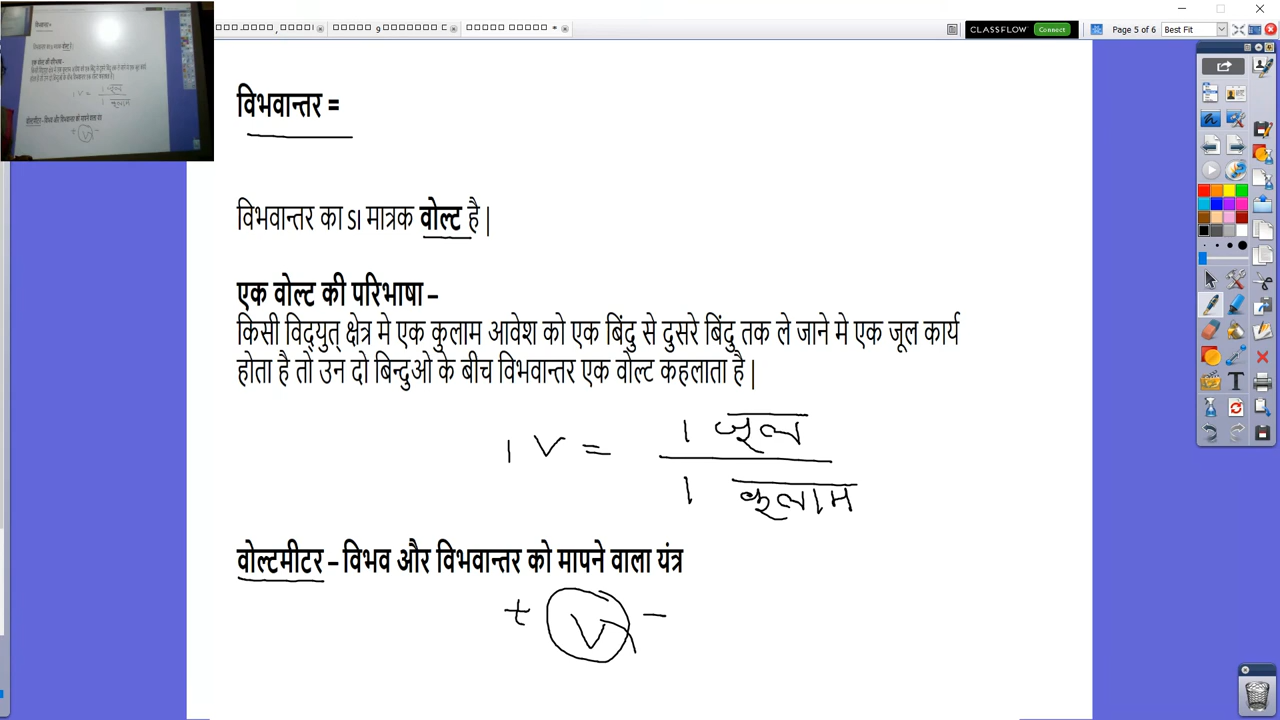 CLASSFLOW Connect Page 5 of 6 Best Fit
विभवान्तर =
विभवान्तर का SI मात्रक वोल्ट है |
एक वोल्ट की परिभाषा –
किसी विद्‌युत् क्षेत्र मे एक कुलाम आवेश को एक बिंदु से दुसरे बिंदु तक ले जाने मे एक जूल कार्य
होता है तो उन दो बिन्दुओ के बीच विभवान्तर एक वोल्ट कहलाता है |
1 V = 1 जूल
1 कूलाम
वोल्टमीटर – विभव और विभवान्तर को मापने वाला यंत्र
+ V −